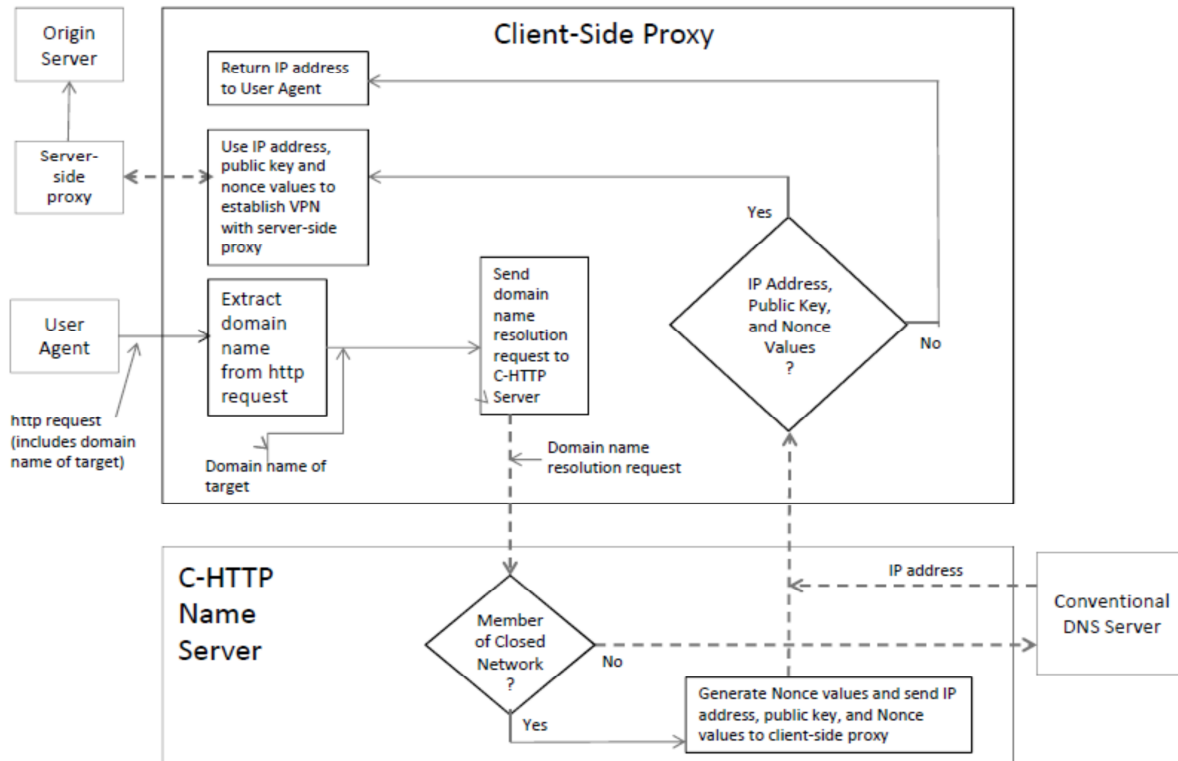 Client-Side Proxy
Origin
Server
Return IP address
to User Agent
Server-
side
proxy
Use IP address,
public key and
nonce values to
establish VPN
with server-side
proxy
Yes
IP Address,
Public Key,
and Nonce
Values
?
No
User
Agent
Extract
domain
name
from http
request
Send
domain
name
resolution
request to
C-HTTP
Server
http request
(includes domain
name of target)
Domain name of
target
Domain name
resolution request
C-HTTP
Name
Server
Member
of Closed
Network
?
No
Yes
IP address
Conventional
DNS Server
Generate Nonce values and send IP
address, public key, and Nonce
values to client-side proxy